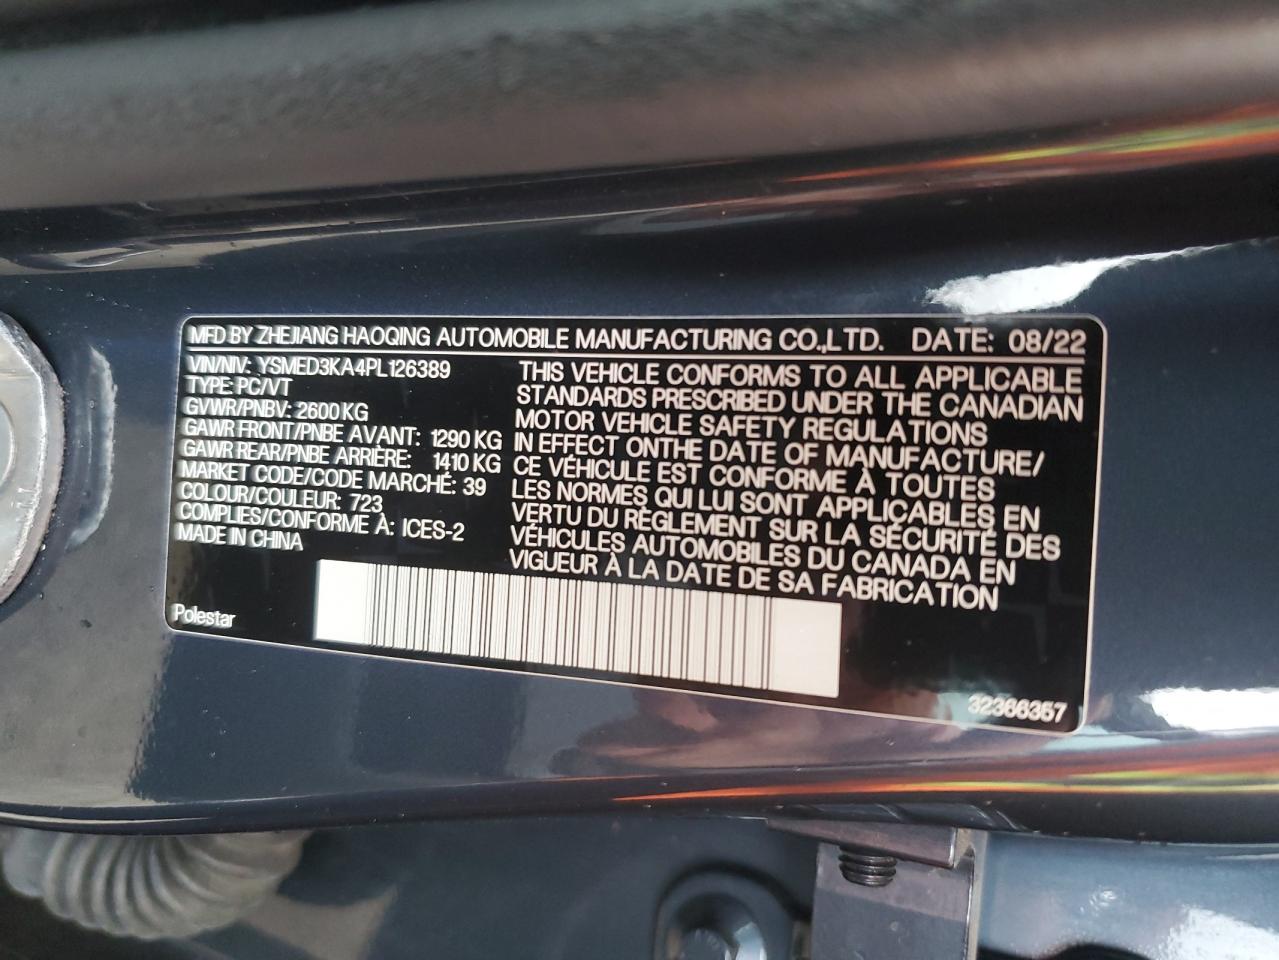 MFD BY ZHEJIANG HAOQING AUTOMOBILE MANUFACTURING CO.,LTD. DATE: 08/22
VIN/NIV: YSMED3KA4PL126389
TYPE: PC/VT
GVWR/PNBV: 2600 KG
GAWR FRONT/PNBE AVANT: 1290 KG
GAWR REAR/PNBE ARRIÈRE: 1410 KG
MARKET CODE/CODE MARCHÉ: 39
COLOUR/COULEUR: 723
COMPLIES/CONFORME À: ICES-2
MADE IN CHINA
THIS VEHICLE CONFORMS TO ALL APPLICABLE
STANDARDS PRESCRIBED UNDER THE CANADIAN
MOTOR VEHICLE SAFETY REGULATIONS
IN EFFECT ONTHE DATE OF MANUFACTURE/
CE VÉHICULE EST CONFORME À TOUTES
LES NORMES QUI LUI SONT APPLICABLES EN
VERTU DU RÈGLEMENT SUR LA SÉCURITÉ DES
VÉHICULES AUTOMOBILES DU CANADA EN
VIGUEUR À LA DATE DE SA FABRICATION
Polestar
32366357